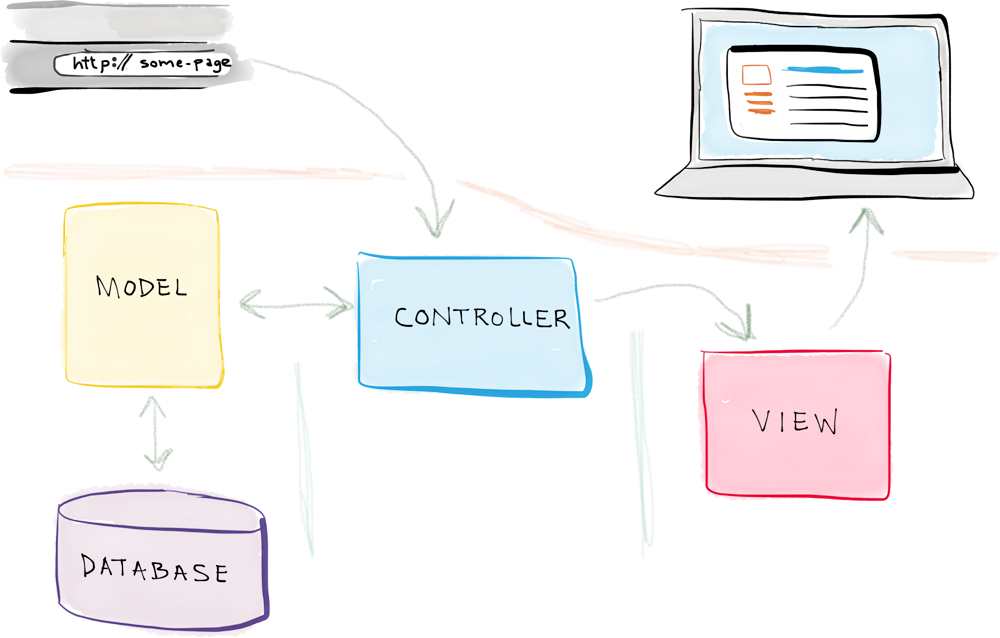 http:// some-page
MODEL
CONTROLLER
VIEW
DATABASE